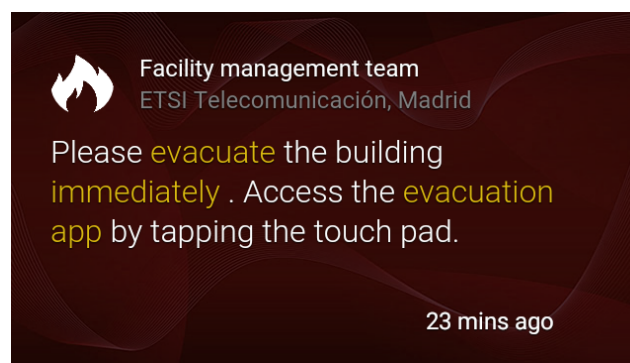 Facility management team
ETSI Telecomunicación, Madrid
Please evacuate the building
immediately . Access the evacuation
app by tapping the touch pad.
23 mins ago